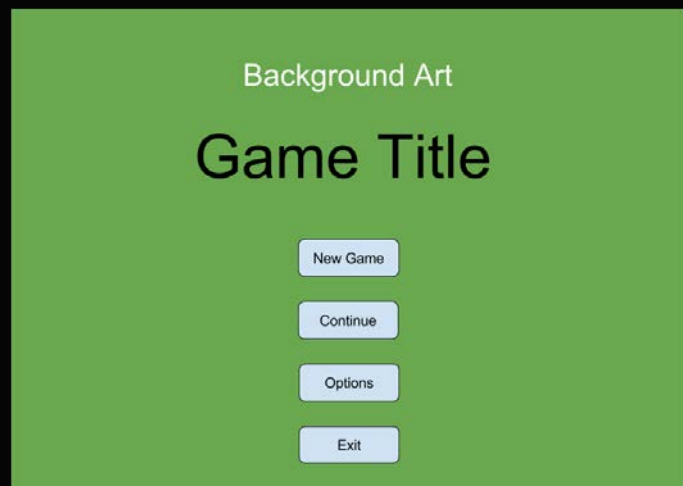 Background Art
Game Title
New Game
Continue
Options
Exit